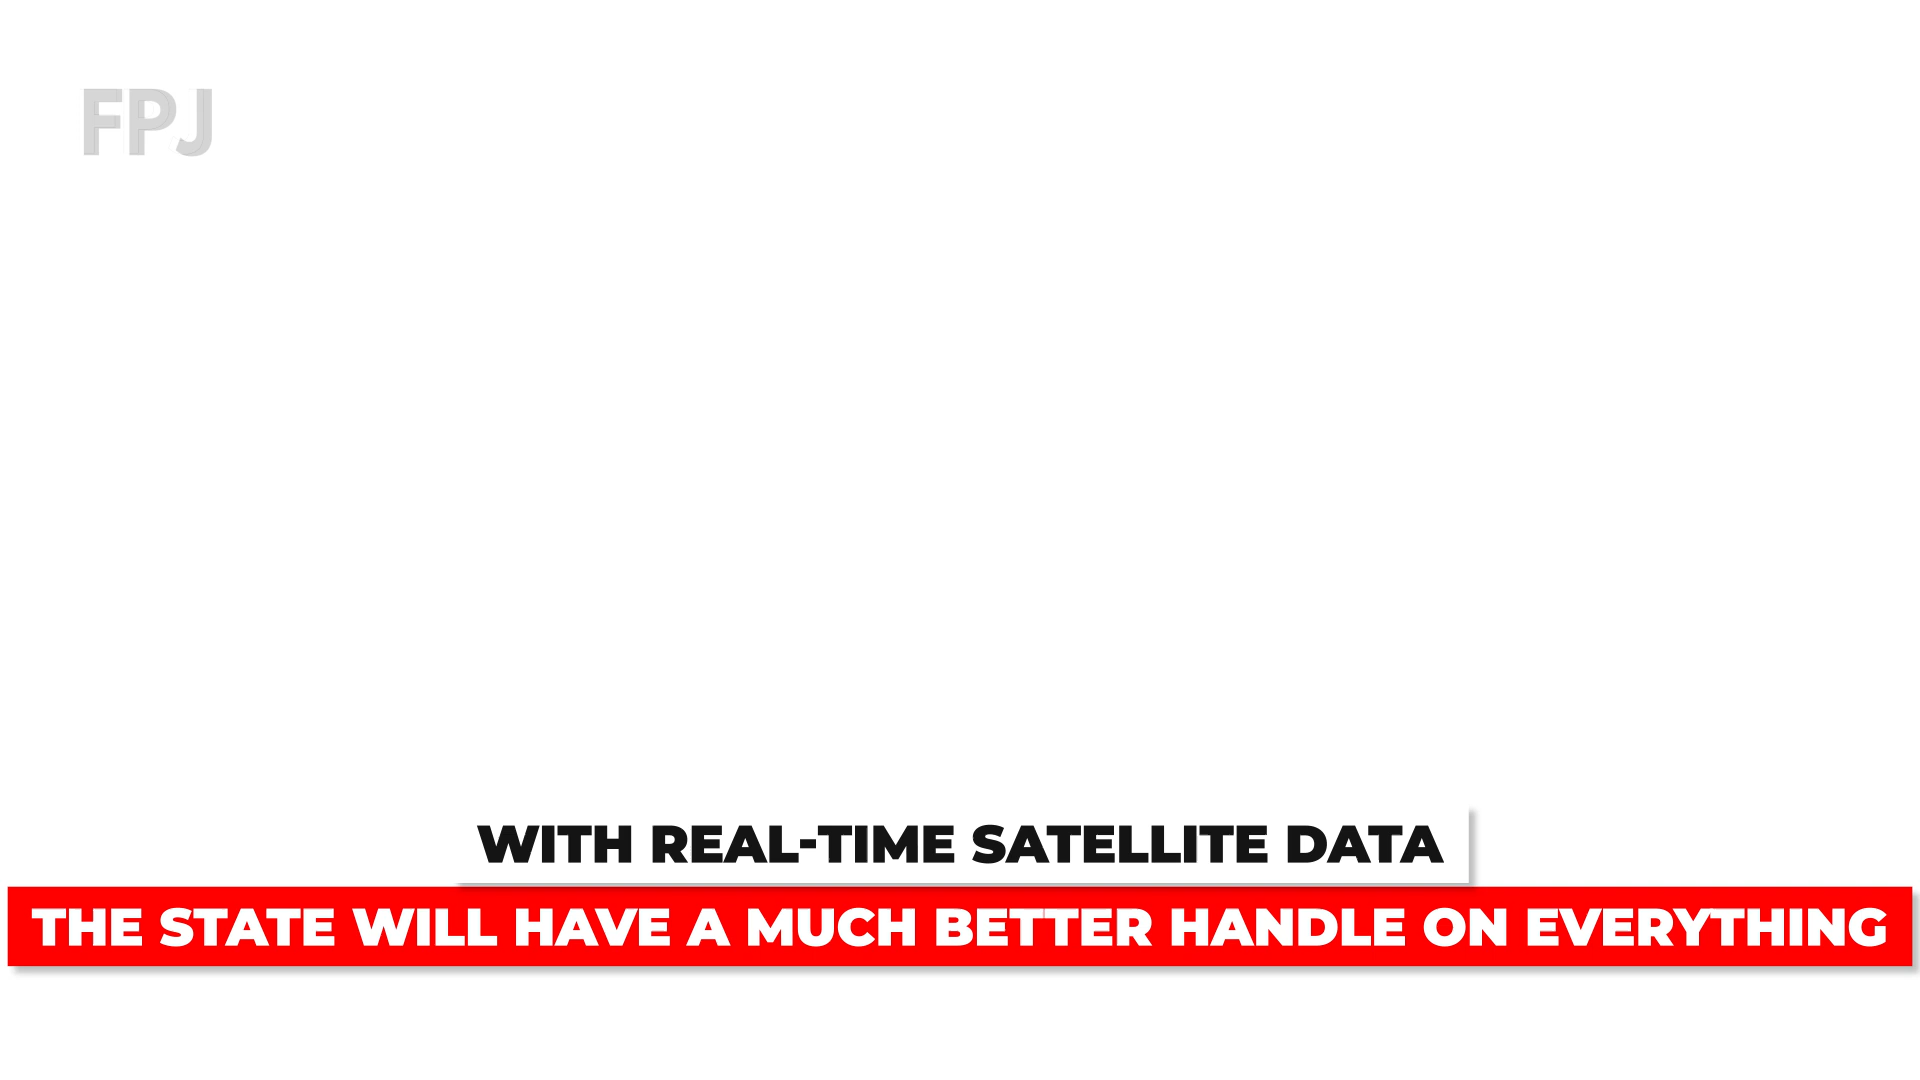 FPJ
WITH REAL-TIME SATELLITE DATA
THE STATE WILL HAVE A MUCH BETTER HANDLE ON EVERYTHING